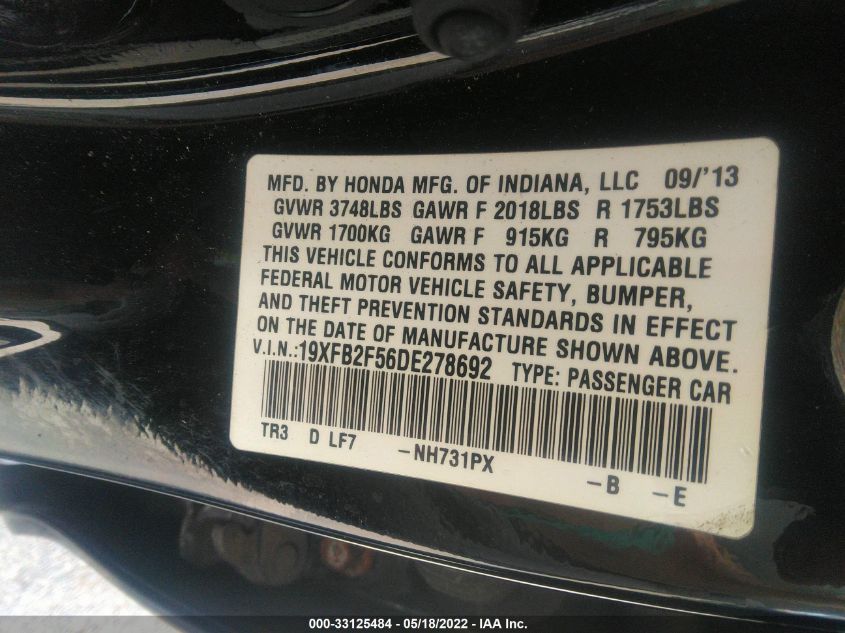 MFD. BY HONDA MFG. OF INDIANA, LLC 09/'13
GVWR 3748LBS GAWR F 2018LBS R 1753LBS
GVWR 1700KG GAWR F 915KG R 795KG
THIS VEHICLE CONFORMS TO ALL APPLICABLE
FEDERAL MOTOR VEHICLE SAFETY, BUMPER,
AND THEFT PREVENTION STANDARDS IN EFFECT
ON THE DATE OF MANUFACTURE SHOWN ABOVE.
V.I.N.:19XFB2F56DE278692 TYPE: PASSENGER CAR
TR3 D LF7 -NH731PX -B -E
000-33125484 - 05/18/2022 - IAA Inc.